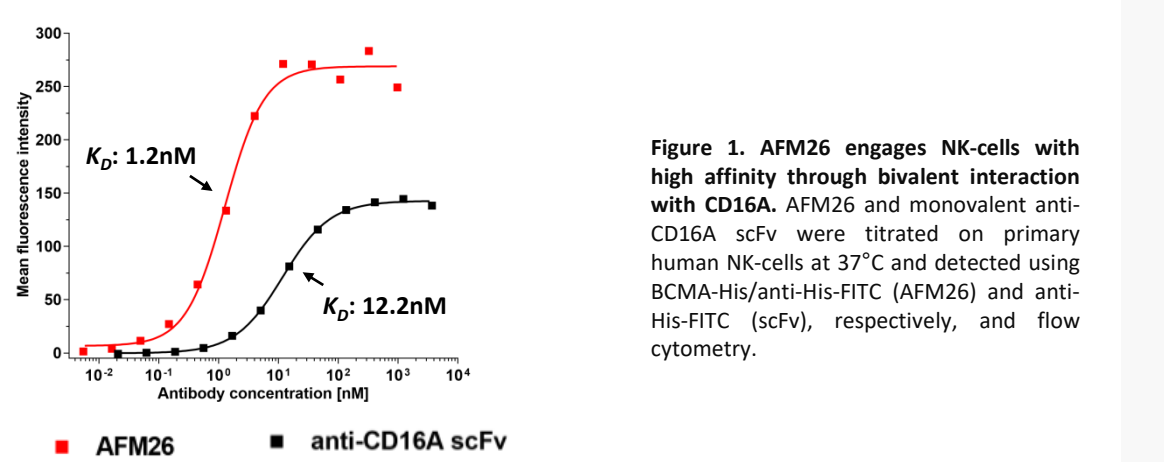 300
250
200
150
100
50
0
Mean fluorescence intensity
K_D: 1.2nM
K_D: 12.2nM
10⁻² 10⁻¹ 10⁰ 10¹ 10² 10³ 10⁴
Antibody concentration [nM]
AFM26 anti-CD16A scFv
Figure 1. AFM26 engages NK-cells with
high affinity through bivalent interaction
with CD16A. AFM26 and monovalent anti-
CD16A scFv were titrated on primary
human NK-cells at 37°C and detected using
BCMA-His/anti-His-FITC (AFM26) and anti-
His-FITC (scFv), respectively, and flow
cytometry.